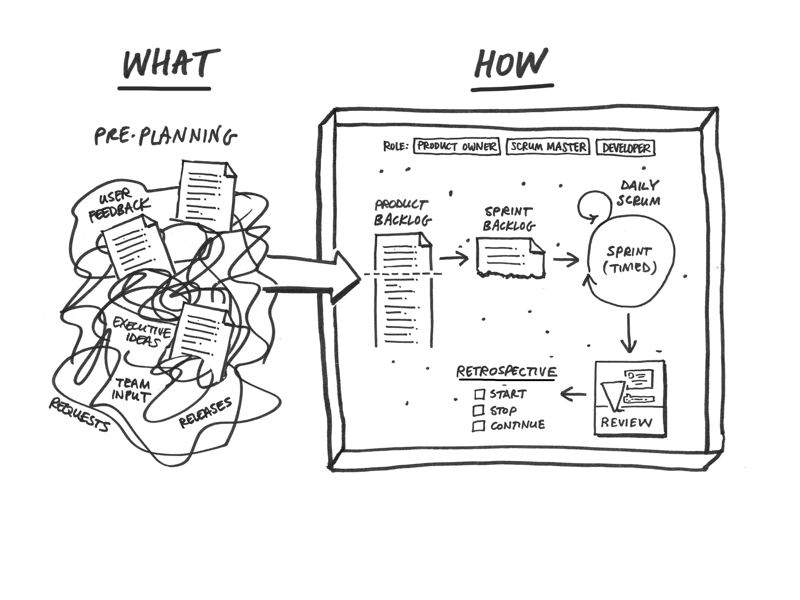 WHAT
HOW
PRE-PLANNING
USER
FEEDBACK
EXECUTIVE
IDEAS
TEAM
INPUT
REQUESTS
RELEASES
ROLE: PRODUCT OWNER SCRUM MASTER DEVELOPER
PRODUCT
BACKLOG
SPRINT
BACKLOG
DAILY
SCRUM
SPRINT
(TIMED)
REVIEW
RETROSPECTIVE
START
STOP
CONTINUE